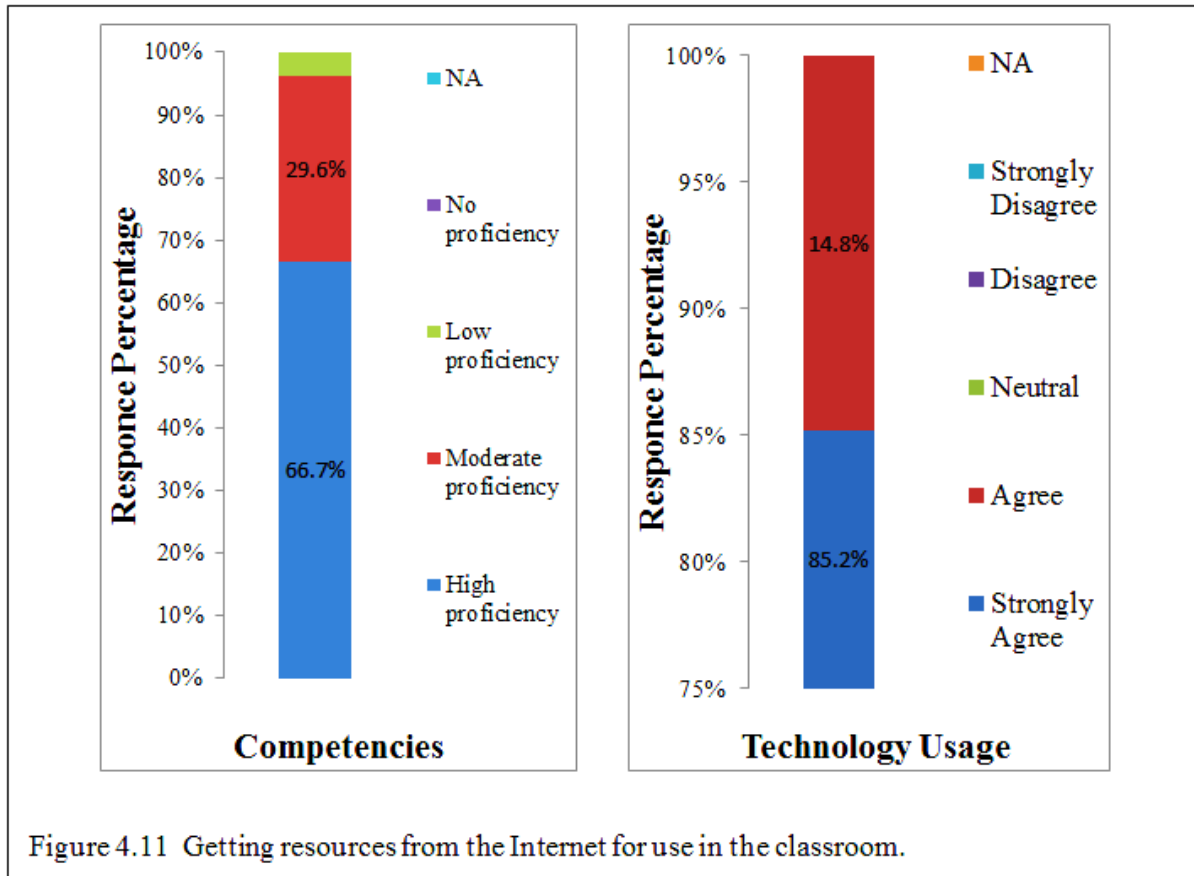 100%
90%
80%
70%
60%
50%
40%
30%
20%
10%
0%
Responce Percentage
29.6%
66.7%
NA
No
proficiency
Low
proficiency
Moderate
proficiency
High
proficiency
Competencies
100%
95%
90%
85%
80%
75%
Responce Percentage
14.8%
85.2%
NA
Strongly
Disagree
Disagree
Neutral
Agree
Strongly
Agree
Technology Usage
Figure 4.11 Getting resources from the Internet for use in the classroom.